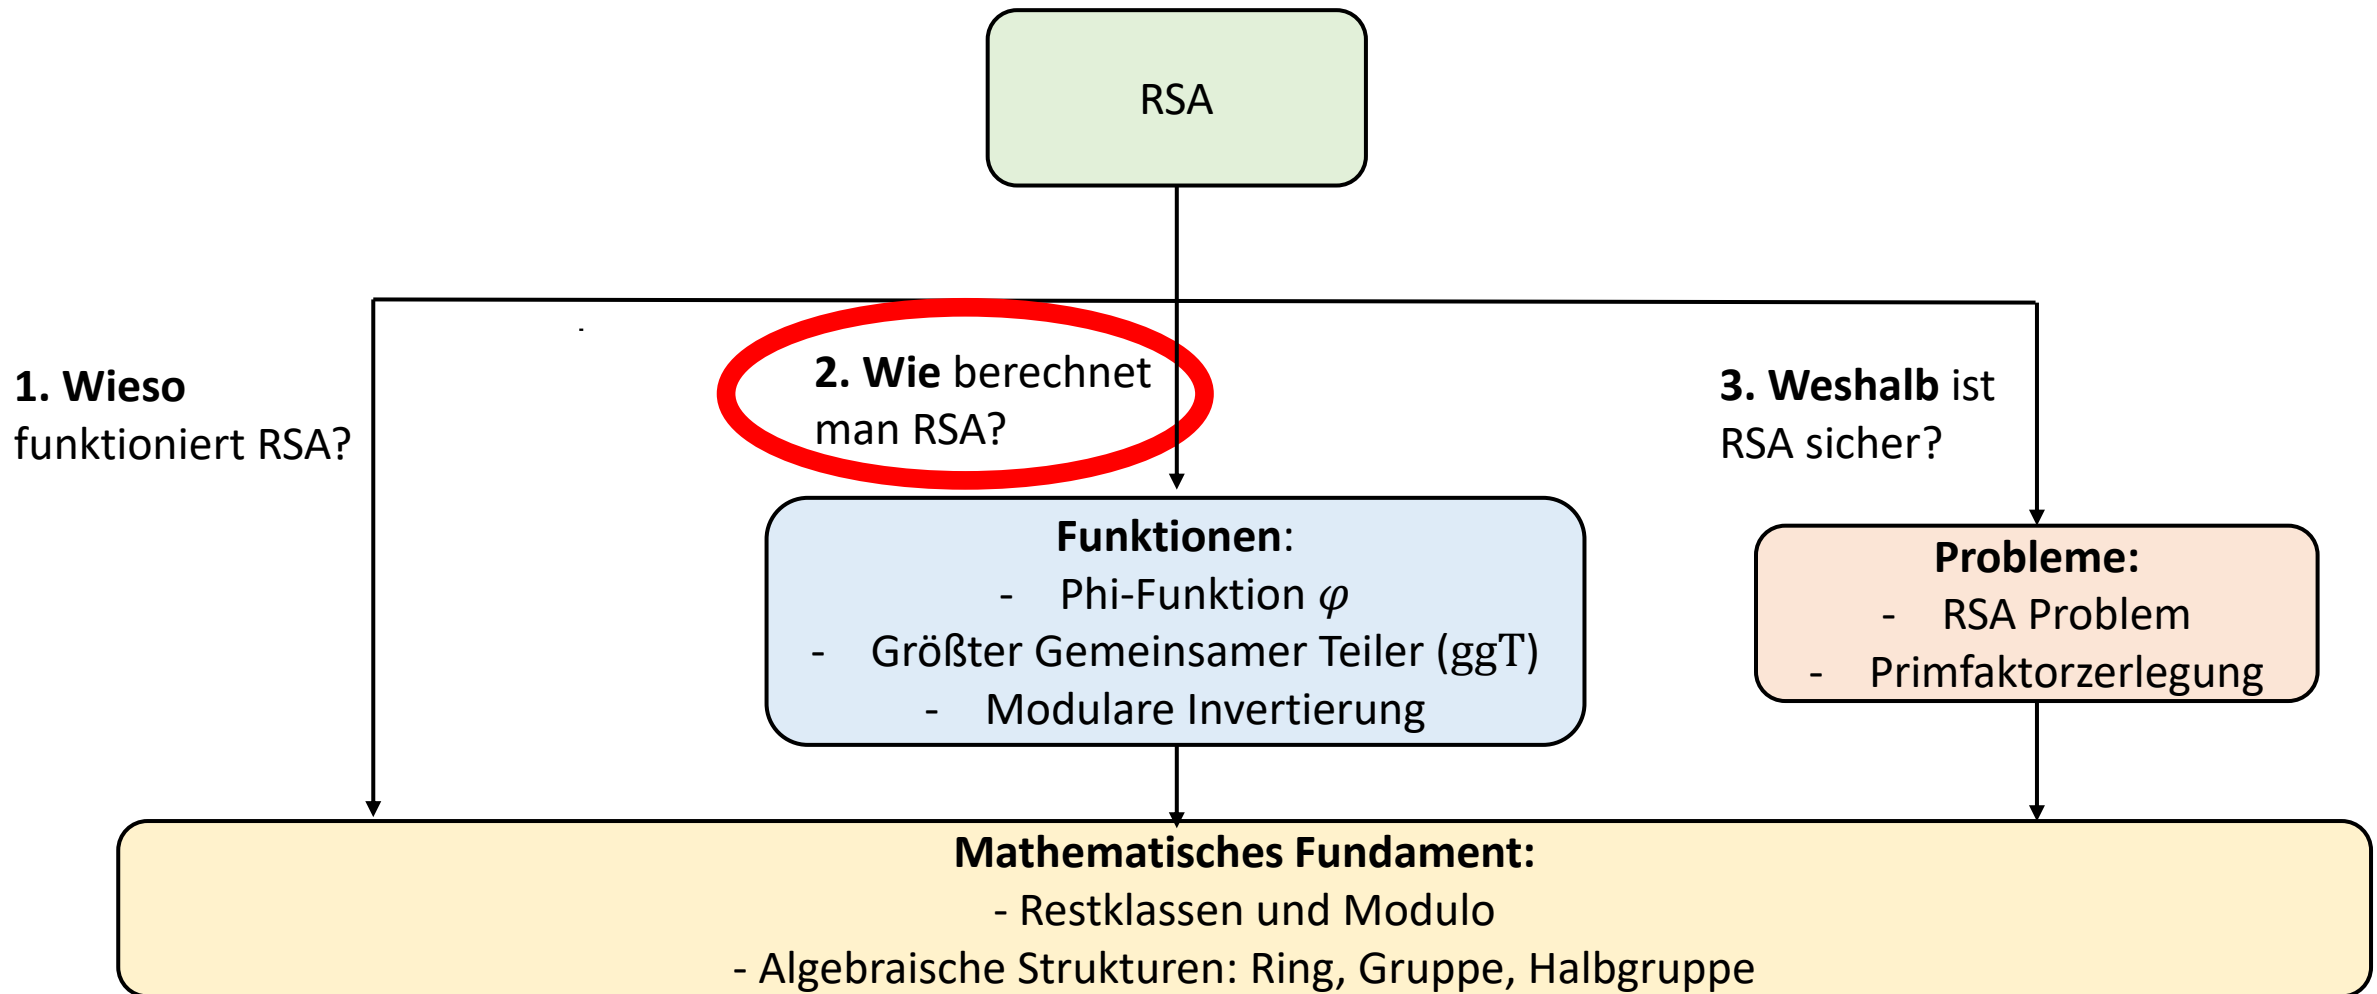 RSA
1. Wieso
funktioniert RSA?
2. Wie berechnet
man RSA?
3. Weshalb ist
RSA sicher?
Funktionen:
- Phi-Funktion φ
- Größter Gemeinsamer Teiler (ggT)
- Modulare Invertierung
Probleme:
- RSA Problem
- Primfaktorzerlegung
Mathematisches Fundament:
- Restklassen und Modulo
- Algebraische Strukturen: Ring, Gruppe, Halbgruppe